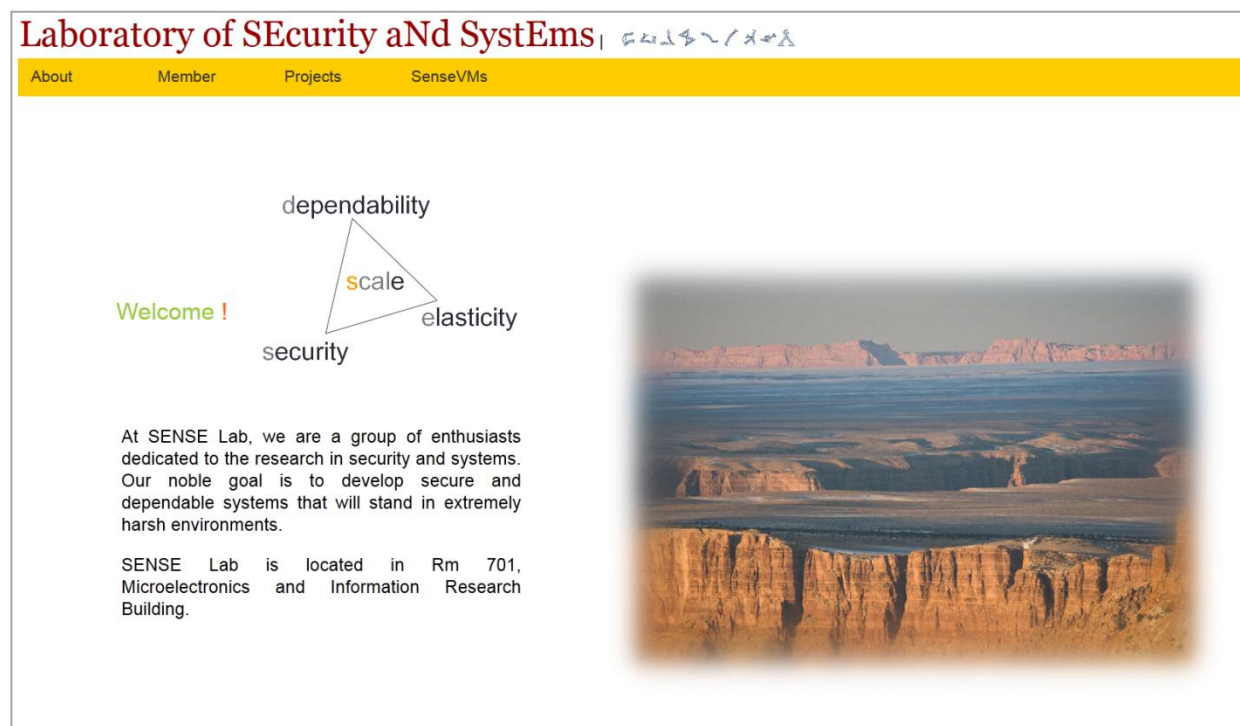 Laboratory of SEcurity aNd SystEms |
About Member Projects SenseVMs
dependability
scale
Welcome !
elasticity
security
At SENSE Lab, we are a group of enthusiasts
dedicated to the research in security and systems.
Our noble goal is to develop secure and
dependable systems that will stand in extremely
harsh environments.
SENSE Lab is located in Rm 701,
Microelectronics and Information Research
Building.